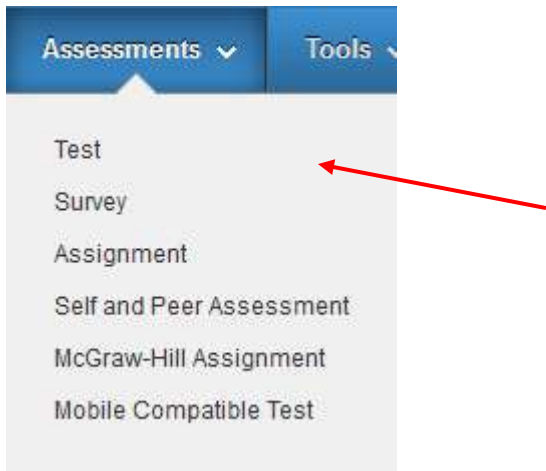 Assessments Tools
Test
Survey
Assignment
Self and Peer Assessment
McGraw-Hill Assignment
Mobile Compatible Test